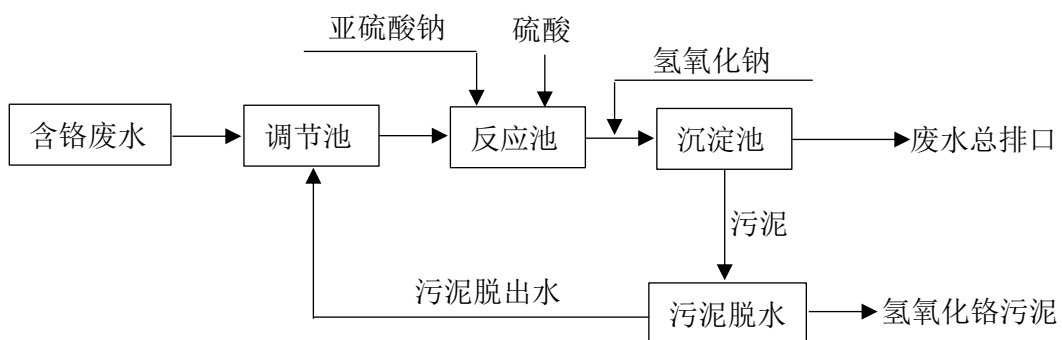 亚硫酸钠
硫酸
氢氧化钠
含铬废水
调节池
反应池
沉淀池
废水总排口
污泥
污泥脱出水
污泥脱水
氢氧化铬污泥